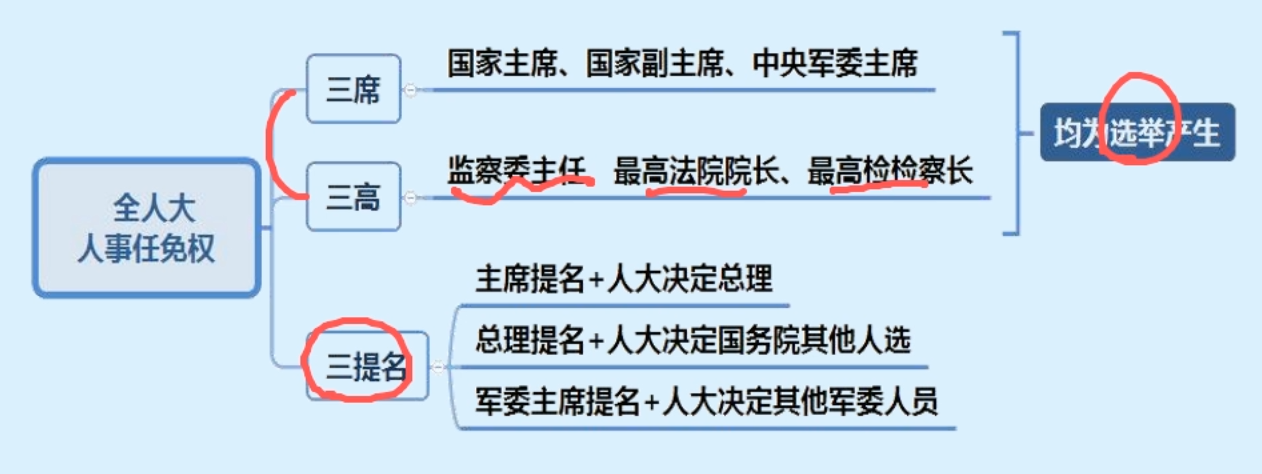 全人大
人事任免权
三席
国家主席、国家副主席、中央军委主席
三高
监察委主任、最高法院院长、最高检检察长
均为选举产生
三提名
主席提名+人大决定总理
总理提名+人大决定国务院其他人选
军委主席提名+人大决定其他军委人员